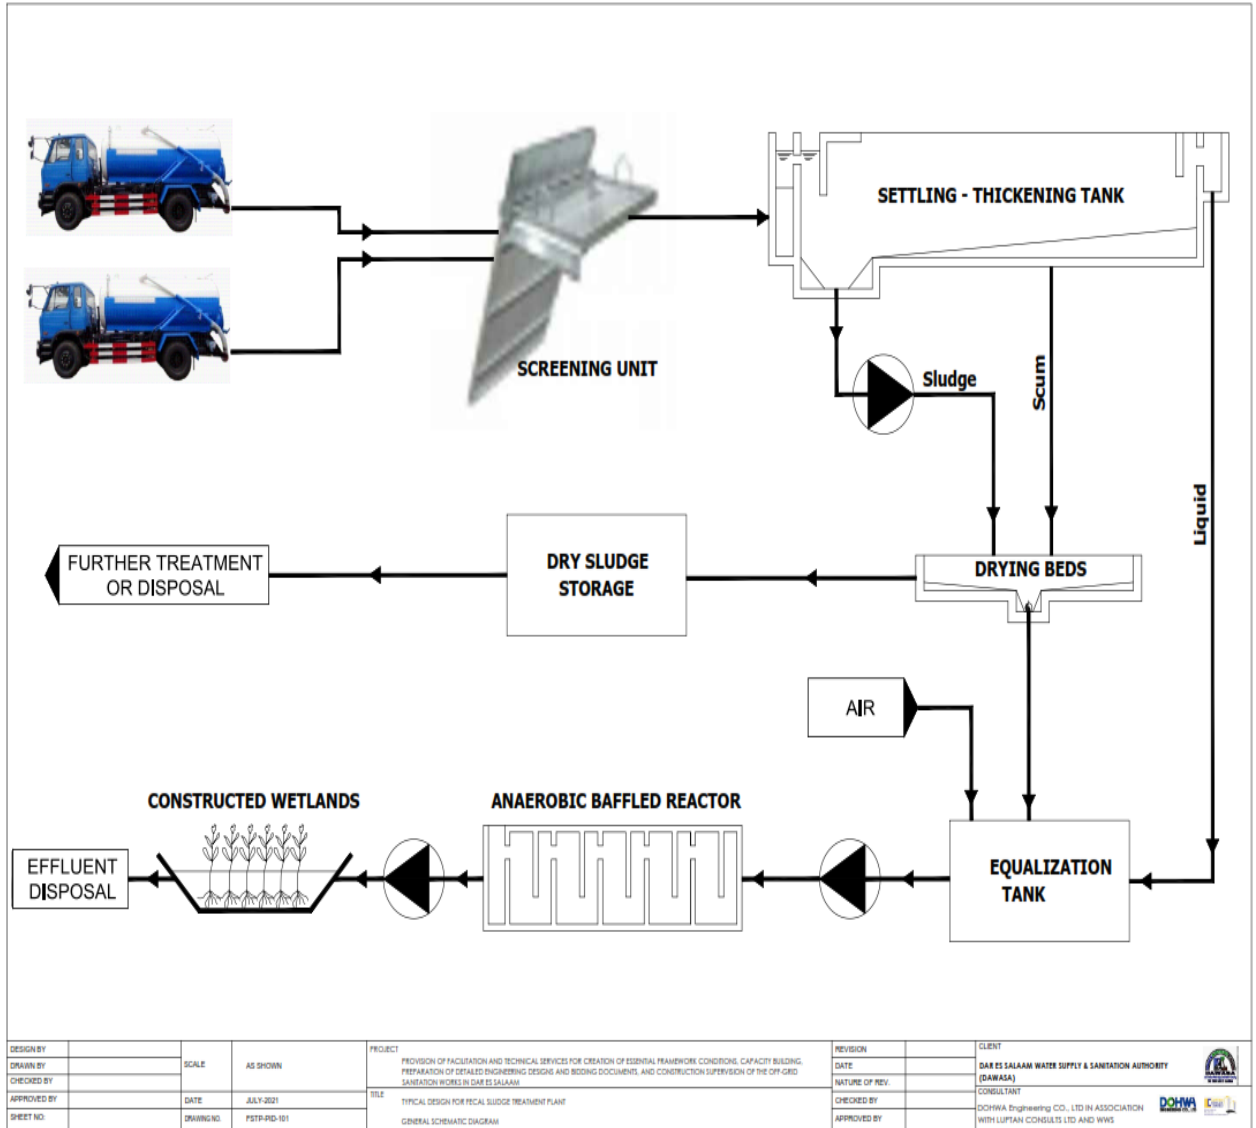 SETTLING - THICKENING TANK
SCREENING UNIT
Sludge
Scum
Liquid
FURTHER TREATMENT
OR DISPOSAL
DRY SLUDGE
STORAGE
DRYING BEDS
AIR
CONSTRUCTED WETLANDS
ANAEROBIC BAFFLED REACTOR
EFFLUENT
DISPOSAL
EQUALIZATION
TANK
DESIGN BY
DRAWN BY
CHECKED BY
APPROVED BY
SHEET NO:
SCALE
AS SHOWN
DATE
JULY-2021
DRAWING NO.
FSTP-PID-101
PROJECT
PROVISION OF FACILITATION AND TECHNICAL SERVICES FOR CREATION OF ESSENTIAL FRAMEWORK CONDITIONS, CAPACITY BUILDING,
PREPARATION OF DETAILED ENGINEERING DESIGNS AND BIDDING DOCUMENTS, AND CONSTRUCTION SUPERVISION OF THE OFF-GRID
SANITATION WORKS IN DAR ES SALAAM
TITLE
TYPICAL DESIGN FOR FECAL SLUDGE TREATMENT PLANT
GENERAL SCHEMATIC DIAGRAM
REVISION
DATE
NATURE OF REV.
CHECKED BY
APPROVED BY
CLIENT
DAR ES SALAAM WATER SUPPLY & SANITATION AUTHORITY
(DAWASA)
CONSULTANT
DOHWA Engineering CO., LTD IN ASSOCIATION
WITH LUPTAN CONSULTS LTD AND WWS
DAWASA
DOHWA